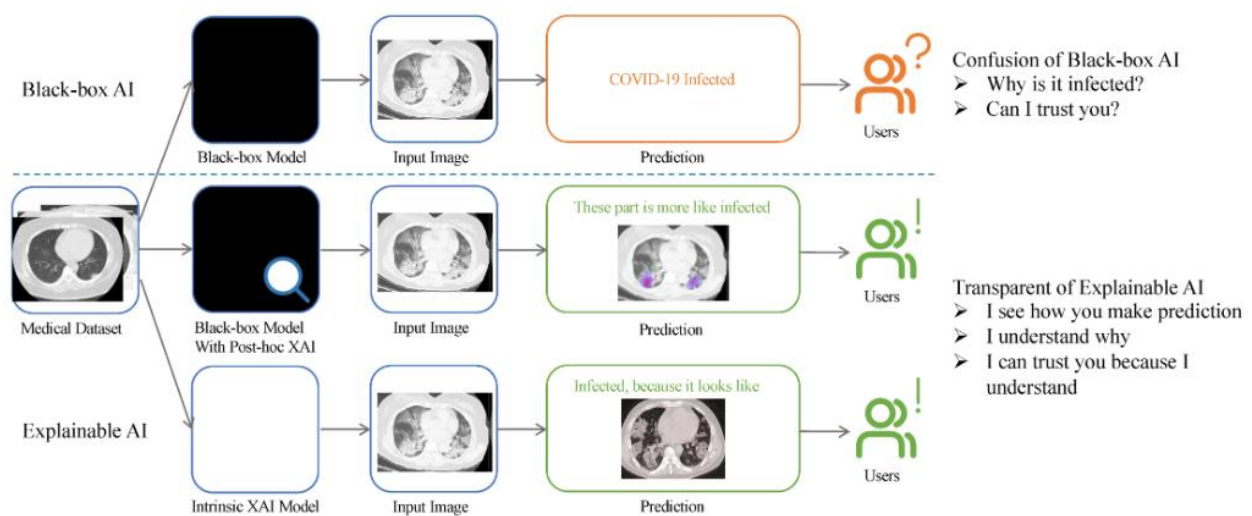 Black-box AI
Black-box Model
Input Image
COVID-19 Infected
Prediction
?
Users
Confusion of Black-box AI
➤ Why is it infected?
➤ Can I trust you?
Medical Dataset
Black-box Model
With Post-hoc XAI
Input Image
These part is more like infected
Prediction
!
Users
Transparent of Explainable AI
➤ I see how you make prediction
➤ I understand why
➤ I can trust you because I
understand
Explainable AI
Intrinsic XAI Model
Input Image
Infected, because it looks like
Prediction
!
Users